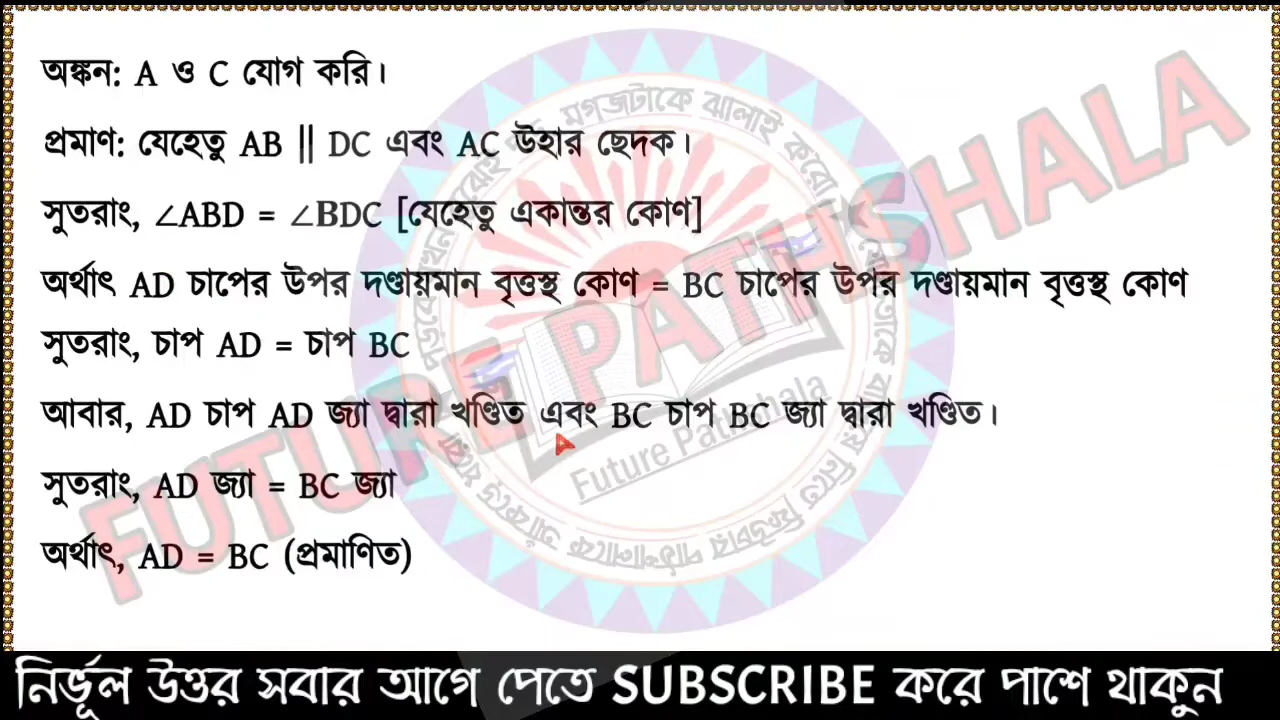 অঙ্কন: A ও C যোগ করি।
প্রমাণ: যেহেতু AB || DC এবং AC উহার ছেদক।
সুতরাং, ∠ABD = ∠BDC [যেহেতু একান্তর কোণ]
অর্থাৎ AD চাপের উপর দণ্ডায়মান বৃত্তস্থ কোণ = BC চাপের উপর দণ্ডায়মান বৃত্তস্থ কোণ
সুতরাং, চাপ AD = চাপ BC
আবার, AD চাপ AD জ্যা দ্বারা খণ্ডিত এবং BC চাপ BC জ্যা দ্বারা খণ্ডিত।
সুতরাং, AD জ্যা = BC জ্যা
অর্থাৎ, AD = BC (প্রমাণিত)
FUTURE PATHSHALA
Future Pathshala
মগজটাকে ঝালাই করো
নির্ভূল উত্তর সবার আগে পেতে SUBSCRIBE করে পাশে থাকুন